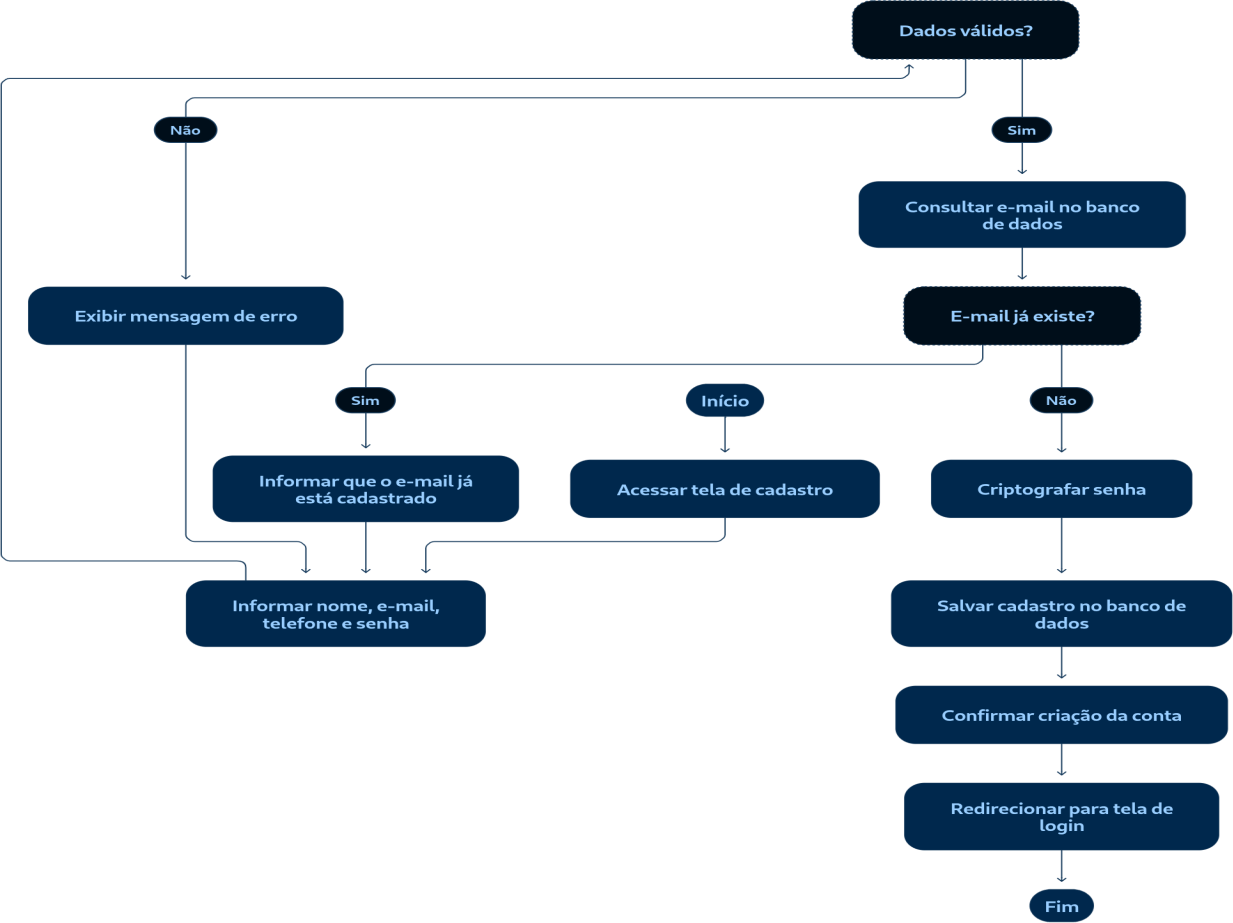 Dados válidos?
Não
Sim
Consultar e-mail no banco
de dados
Exibir mensagem de erro
E-mail já existe?
Sim
Início
Não
Informar que o e-mail já
está cadastrado
Acessar tela de cadastro
Criptografar senha
Informar nome, e-mail,
telefone e senha
Salvar cadastro no banco de
dados
Confirmar criação da conta
Redirecionar para tela de
login
Fim